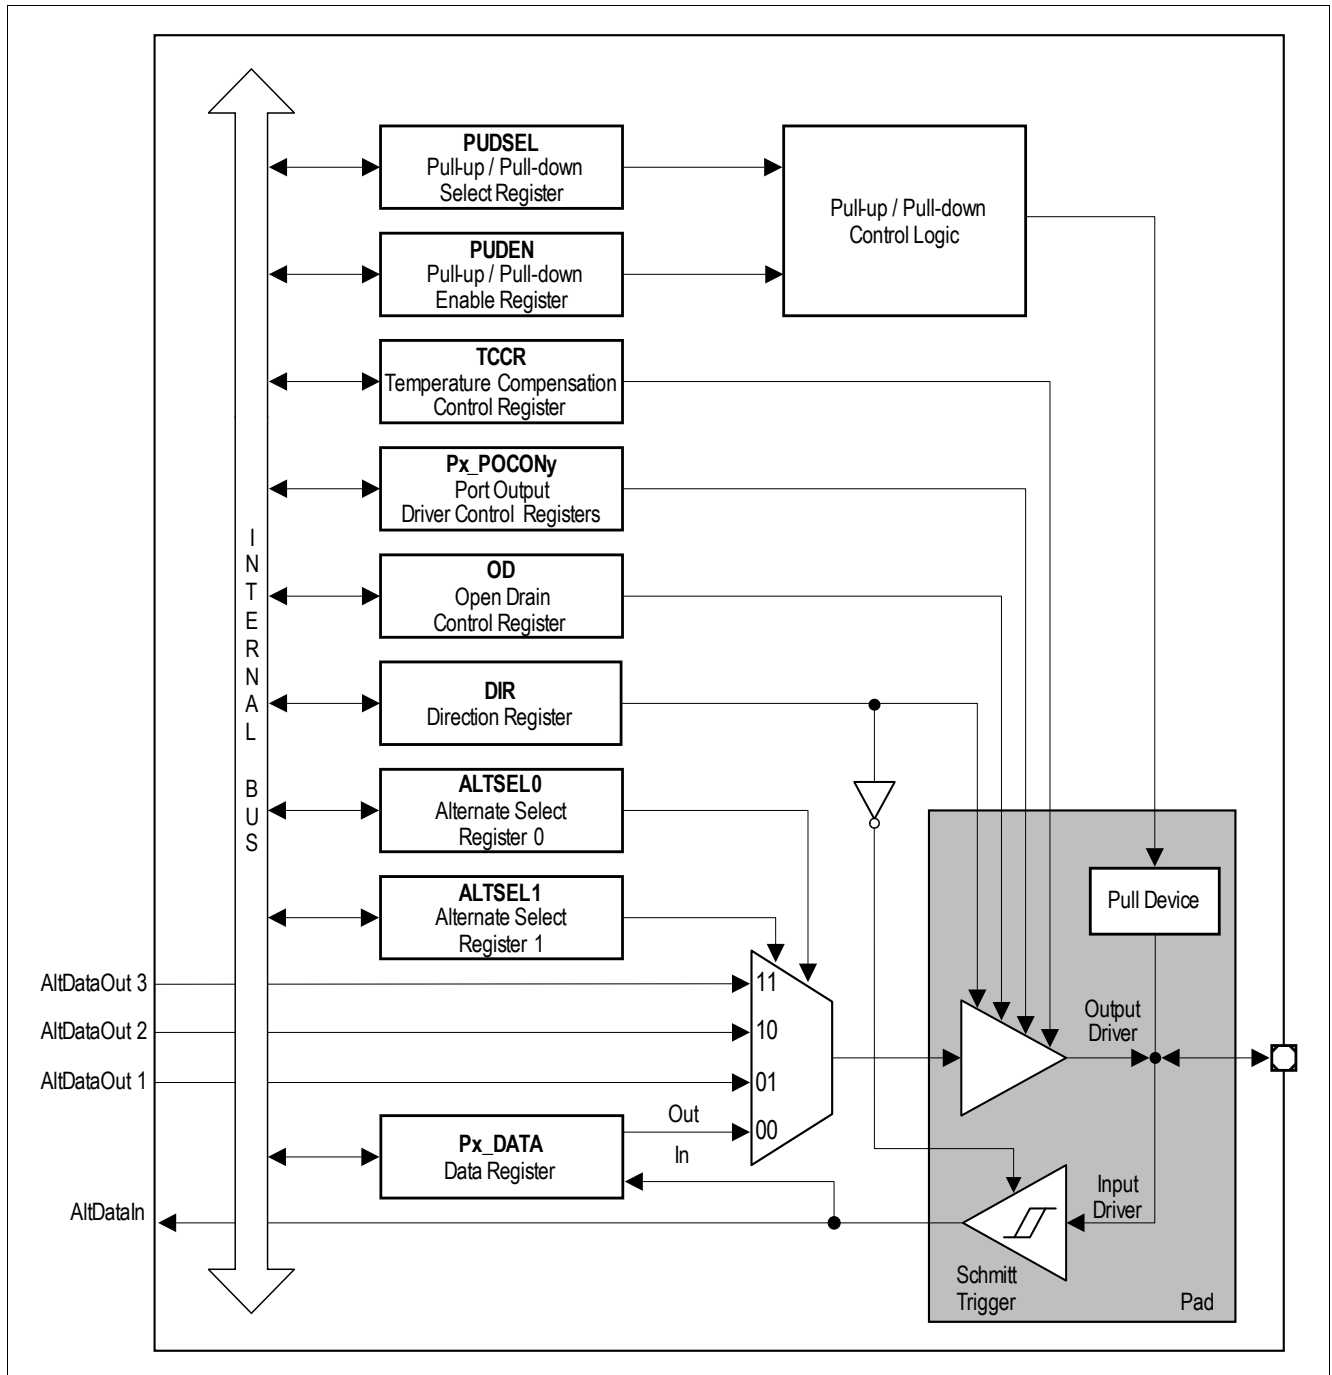 PUDSEL
Pull-up / Pull-down
Select Register
Pull-up / Pull-down
Control Logic
PUDEN
Pull-up / Pull-down
Enable Register
TCCR
Temperature Compensation
Control Register
Px_POCONy
Port Output
Driver Control Registers
OD
Open Drain
Control Register
DIR
Direction Register
INTERNAL BUS
ALTSEL0
Alternate Select
Register 0
ALTSEL1
Alternate Select
Register 1
Pull Device
AltDataOut 3
11
AltDataOut 2
10
Output
Driver
AltDataOut 1
01
Out
00
Px_DATA
Data Register
In
AltDataIn
Input
Driver
Schmitt
Trigger
Pad